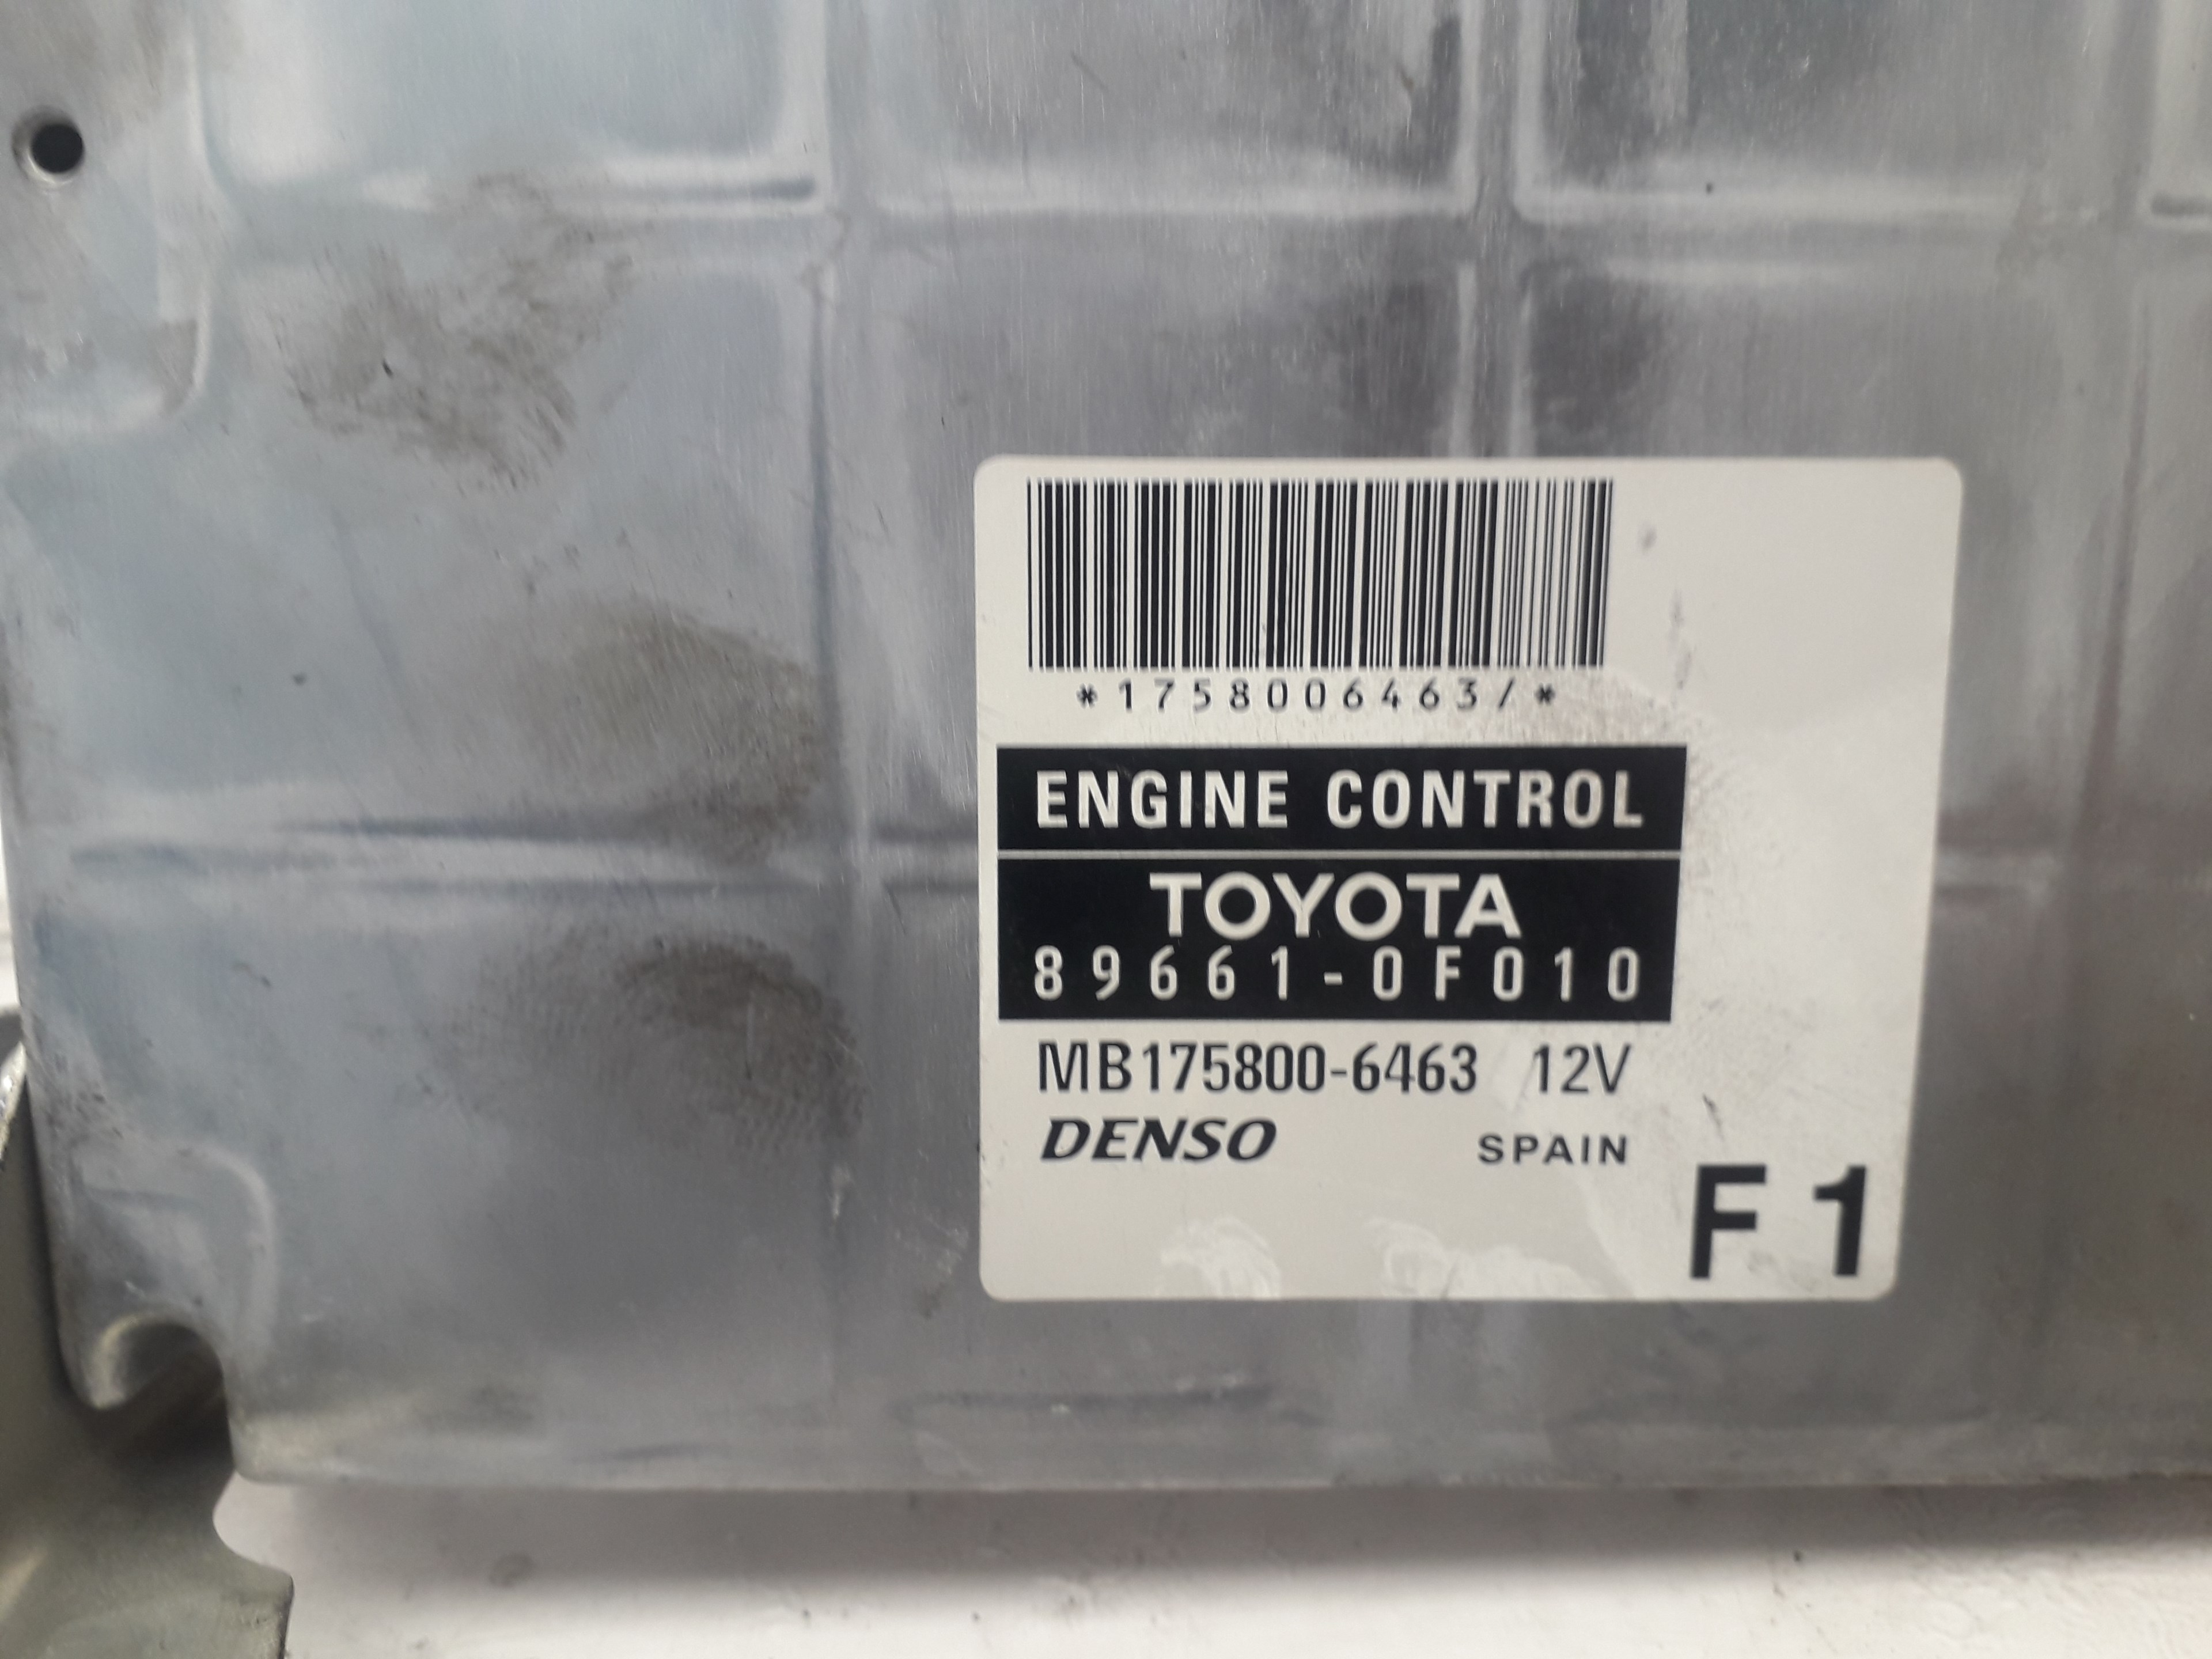 *1758006463/*
ENGINE CONTROL
TOYOTA
89661-0F010
MB175800-6463 12V
DENSO SPAIN
F1